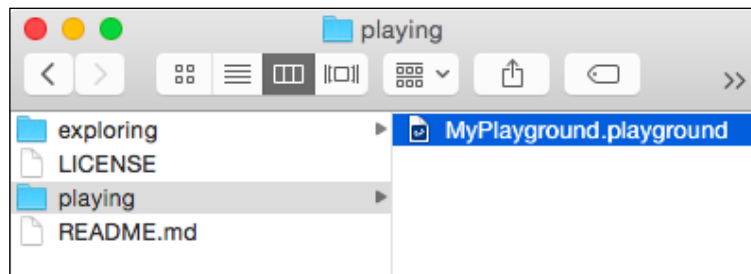 playing
exploring
LICENSE
playing
README.md
MyPlayground.playground